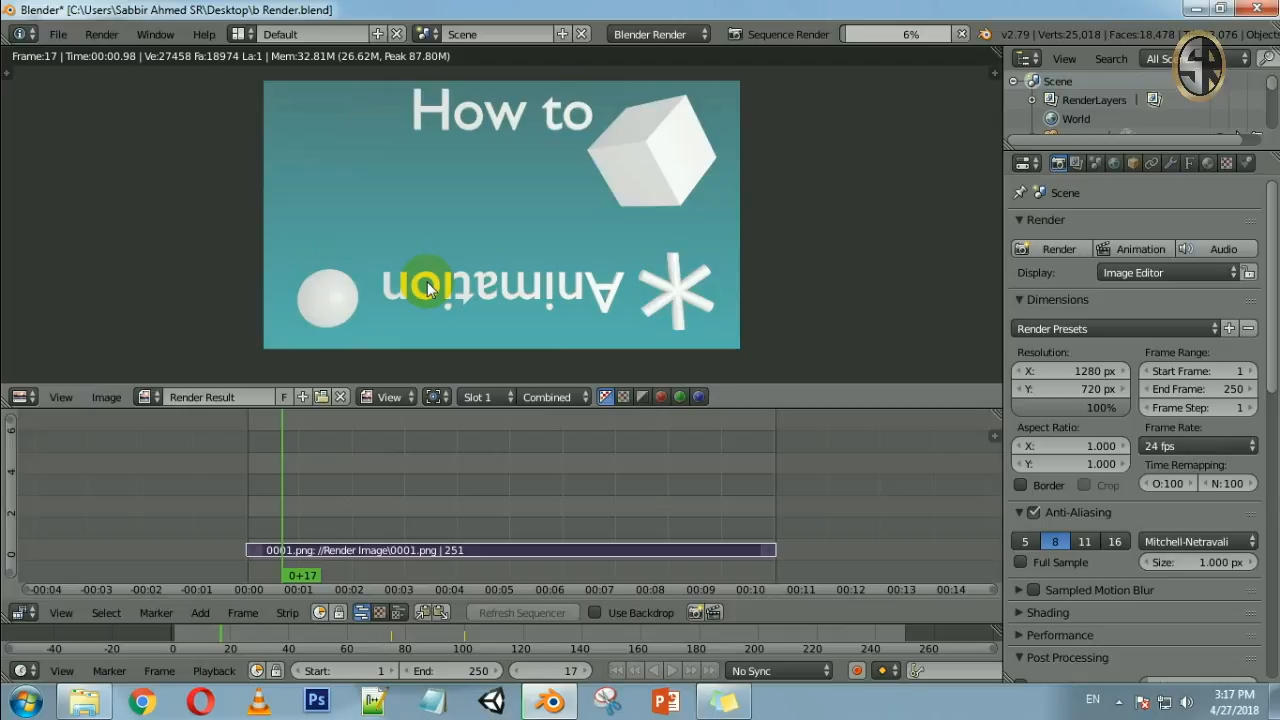 Blender* [C:\Users\Sabbir Ahmed SR\Desktop\b Render.blend]
File Render Window Help Default Scene Blender Render Sequence Render 6% v2.79 | Verts:25,018 | Faces:18,478
Frame:17 | Time:00:00.98 | Ve:27458 Fa:18974 La:1 | Mem:32.81M (26.62M, Peak 87.80M)
View Search All
Scene
RenderLayers |
World
How to
Animation
Scene
Render
Render Animation Audio
Display: Image Editor
Dimensions
Render Presets
Resolution: Frame Range:
X: 1280 px Start Frame: 1
Y: 720 px End Frame: 250
100% Frame Step: 1
Aspect Ratio: Frame Rate:
X: 1.000 24 fps
Y: 1.000 Time Remapping:
Border Crop O:100 N:100
Anti-Aliasing
5 8 11 16 Mitchell-Netravali
Full Sample Size: 1.000 px
Sampled Motion Blur
Shading
Performance
Post Processing
View Image Render Result F View Slot 1 Combined
6
4
2
0
0001.png: //Render Image\0001.png | 251
0+17
-00:04 -00:03 -00:02 -00:01 00:00 00:01 00:02 00:03 00:04 00:05 00:06 00:07 00:08 00:09 00:10 00:11 00:12 00:13 00:14
View Select Marker Add Frame Strip Refresh Sequencer Use Backdrop
-40 -20 0 20 40 60 80 100 120 140 160 180 200 220 240 260
View Marker Frame Playback Start: 1 End: 250 17 No Sync
Ps
EN
3:17 PM
4/27/2018